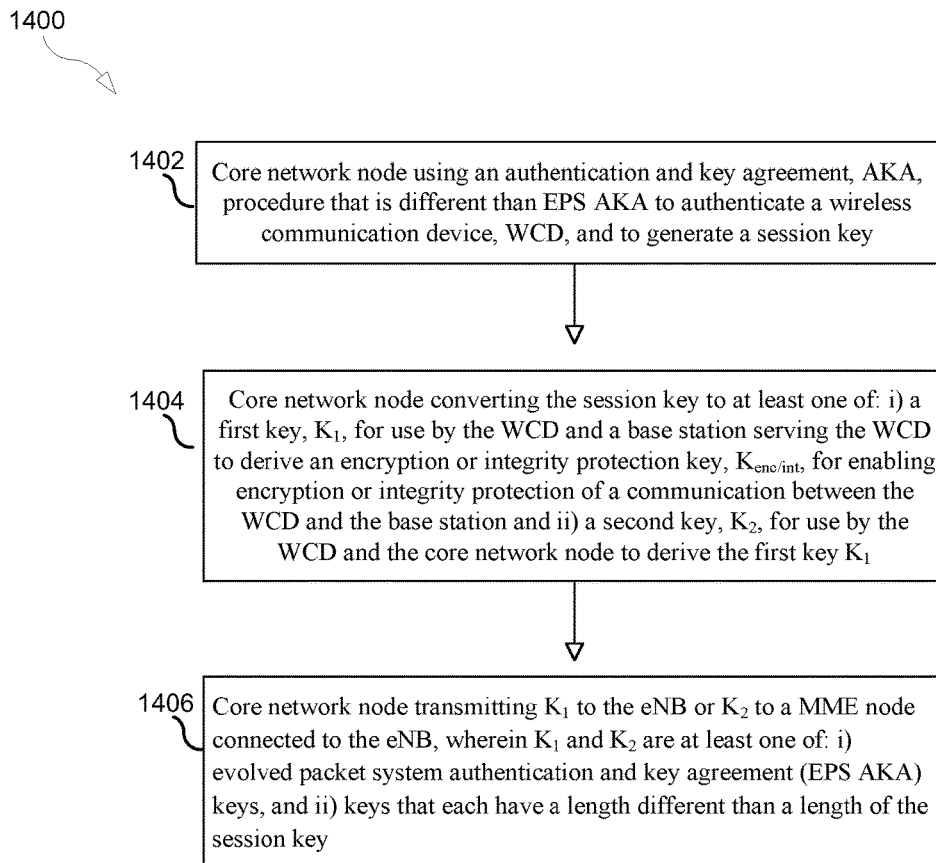 1400
1402
Core network node using an authentication and key agreement, AKA,
procedure that is different than EPS AKA to authenticate a wireless
communication device, WCD, and to generate a session key
1404
Core network node converting the session key to at least one of: i) a
first key, K1, for use by the WCD and a base station serving the WCD
to derive an encryption or integrity protection key, Kenc/int, for enabling
encryption or integrity protection of a communication between the
WCD and the base station and ii) a second key, K2, for use by the
WCD and the core network node to derive the first key K1
1406
Core network node transmitting K1 to the eNB or K2 to a MME node
connected to the eNB, wherein K1 and K2 are at least one of: i)
evolved packet system authentication and key agreement (EPS AKA)
keys, and ii) keys that each have a length different than a length of the
session key